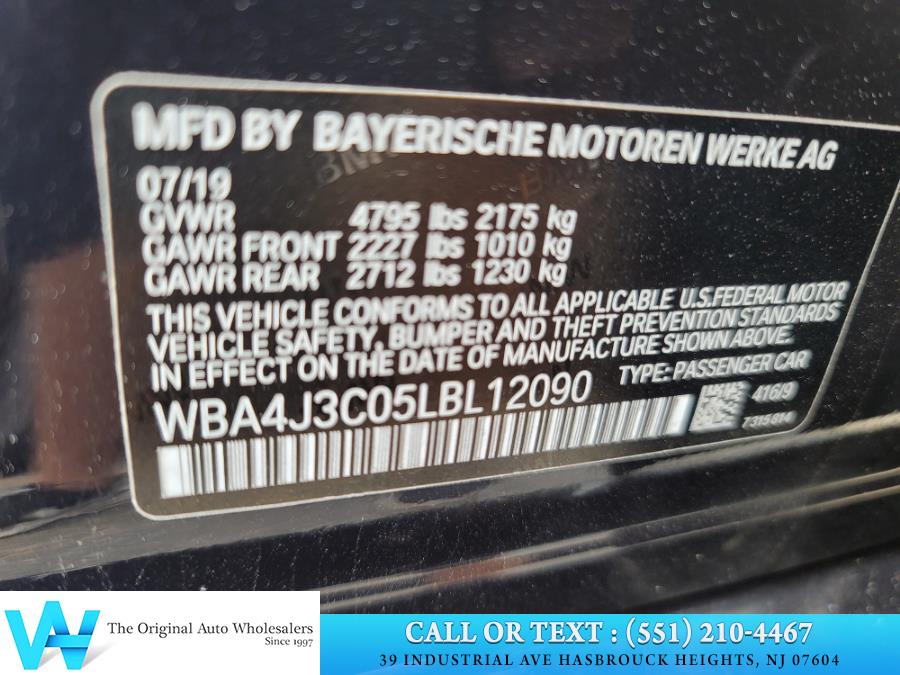 MFD BY BAYERISCHE MOTOREN WERKE AG
07/19
GVWR 4795 lbs 2175 kg
GAWR FRONT 2227 lbs 1010 kg
GAWR REAR 2712 lbs 1230 kg
THIS VEHICLE CONFORMS TO ALL APPLICABLE U.S.FEDERAL MOTOR
VEHICLE SAFETY, BUMPER AND THEFT PREVENTION STANDARDS
IN EFFECT ON THE DATE OF MANUFACTURE SHOWN ABOVE.
TYPE: PASSENGER CAR
WBA4J3C05LBL12090
416/9
7315814
The Original Auto Wholesalers
Since 1997
CALL OR TEXT : (551) 210-4467
39 INDUSTRIAL AVE HASBROUCK HEIGHTS, NJ 07604